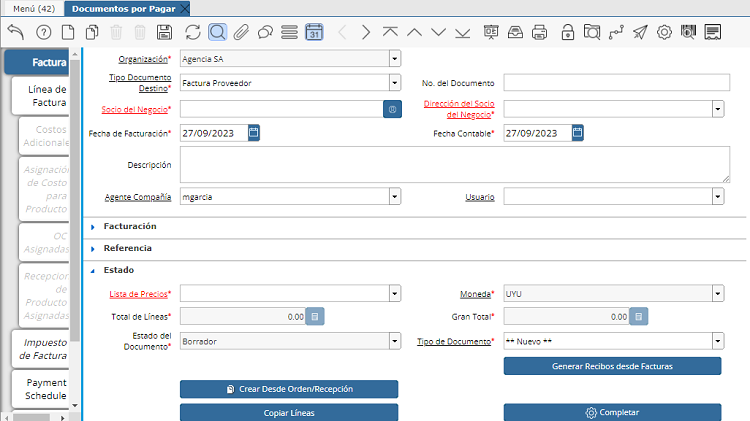 Menú (42)
Documentos por Pagar
31
Factura
Línea de
Factura
Costos
Adicionale
Asignación
de Costo
para
Producto
OC
Asignadas
Recepcion
de
Producto
Asignadas
Impuesto
de Factura
Payment
Schedule
Organización*
Agencia SA
Tipo Documento
Destino*
Factura Proveedor
No. del Documento
Socio del Negocio*
Dirección del Socio
del Negocio*
Fecha de Facturación*
27/09/2023
Fecha Contable*
27/09/2023
Descripción
Agente Compañía
mgarcia
Usuario
Facturación
Referencia
Estado
Lista de Precios*
Moneda*
UYU
Total de Líneas*
0.00
Gran Total*
0.00
Estado del
Documento*
Borrador
Tipo de Documento*
** Nuevo **
Generar Recibos desde Facturas
Crear Desde Orden/Recepción
Copiar Líneas
Completar